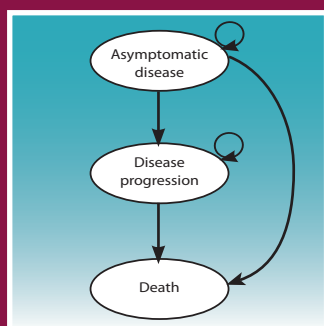 Asymptomatic
disease
Disease
progression
Death